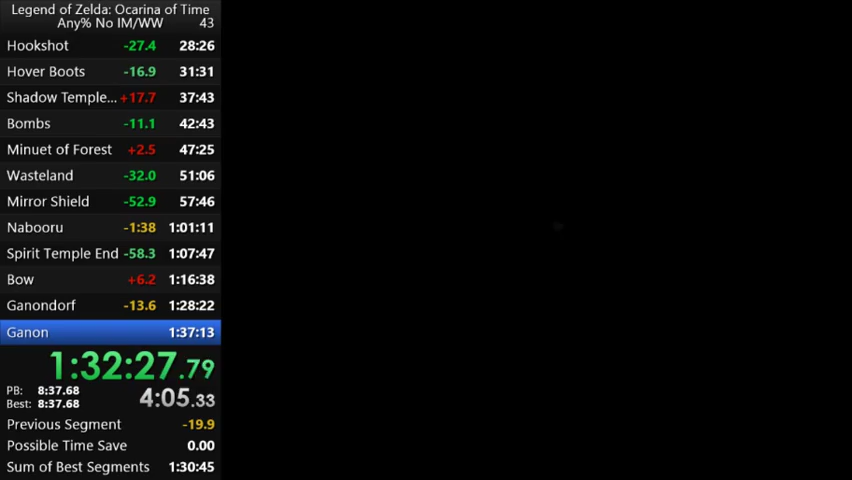 Legend of Zelda: Ocarina of Time
Any% No IM/WW 43
Hookshot -27.4 28:26
Hover Boots -16.9 31:31
Shadow Temple... +17.7 37:43
Bombs -11.1 42:43
Minuet of Forest +2.5 47:25
Wasteland -32.0 51:06
Mirror Shield -52.9 57:46
Nabooru -1:38 1:01:11
Spirit Temple End -58.3 1:07:47
Bow +6.2 1:16:38
Ganondorf -13.6 1:28:22
Ganon 1:37:13
1:32:27.79
PB: 8:37.68
Best: 8:37.68 4:05.33
Previous Segment -19.9
Possible Time Save 0.00
Sum of Best Segments 1:30:45